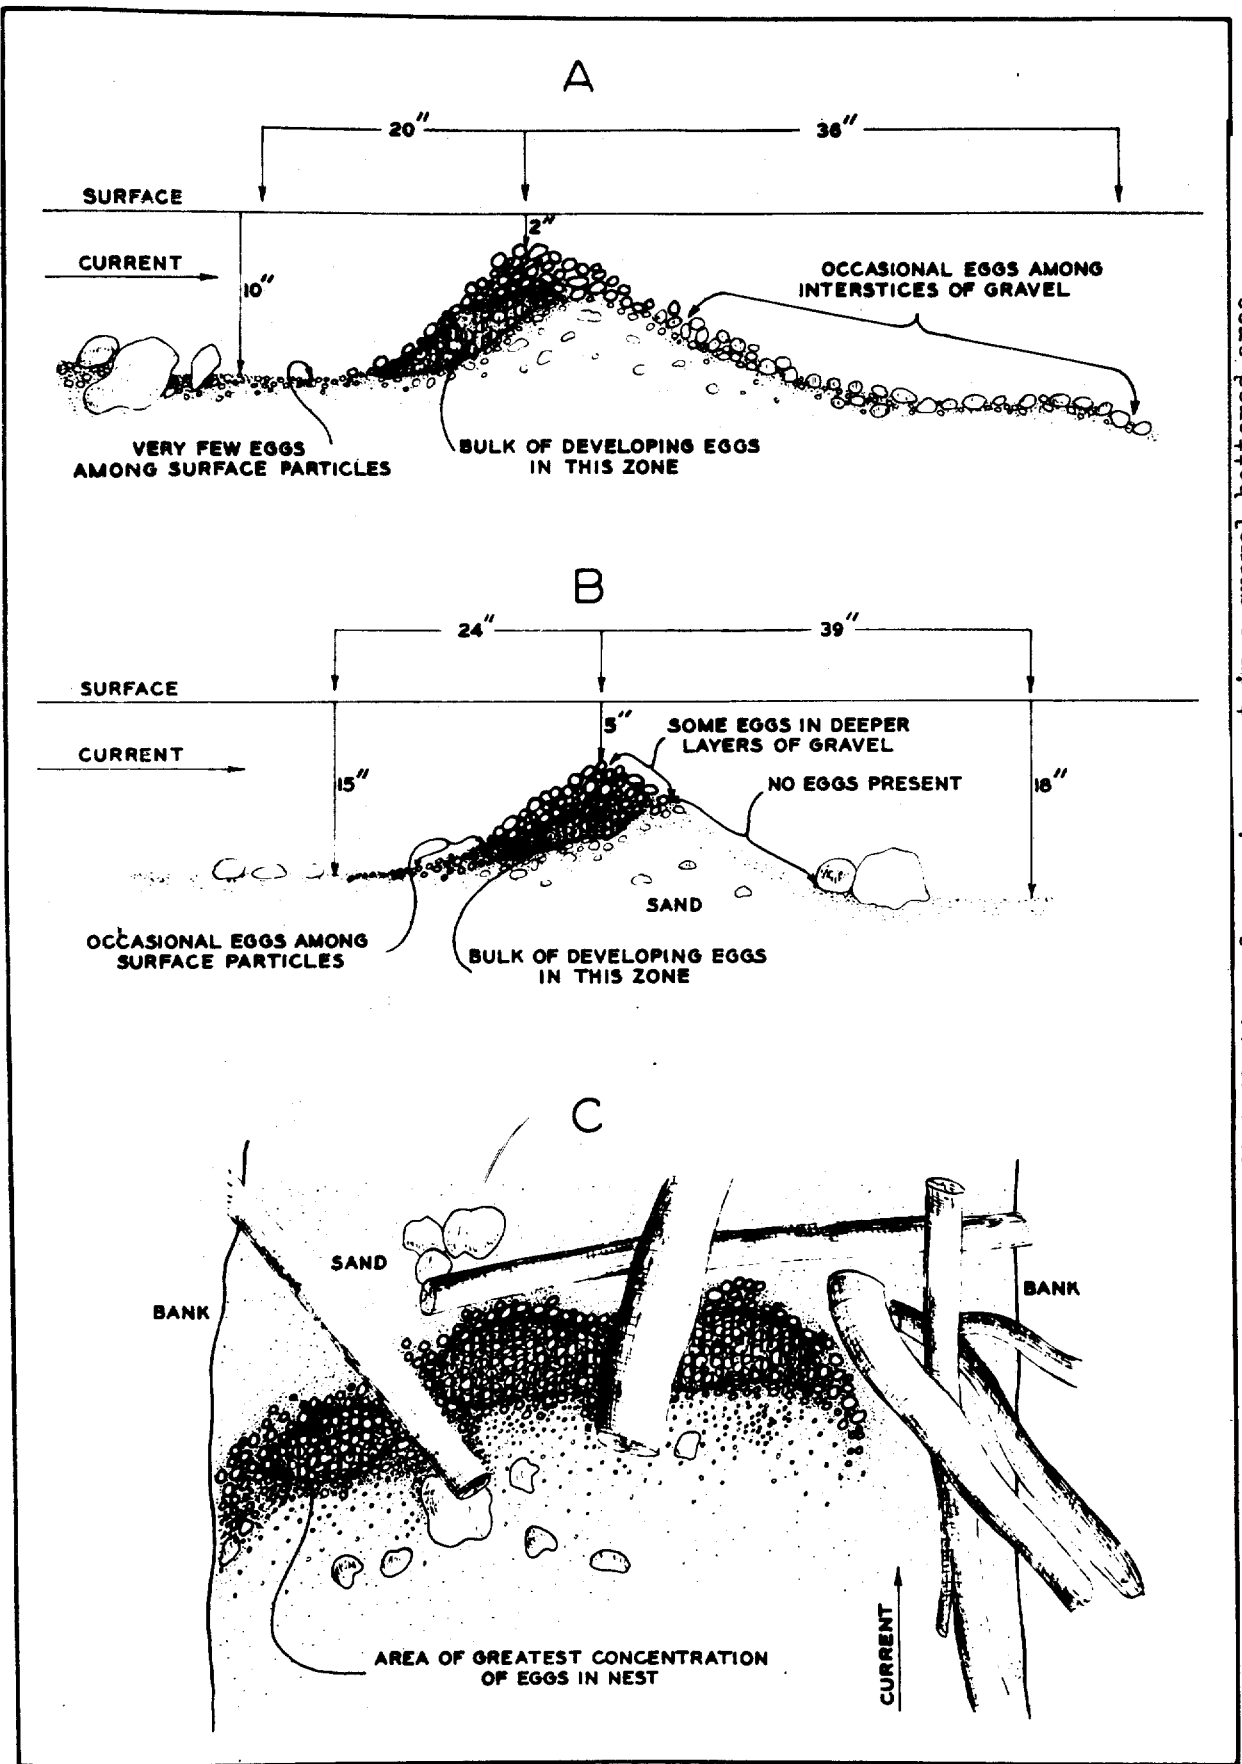 A
20"
36"
SURFACE
2"
CURRENT
10"
OCCASIONAL EGGS AMONG
INTERSTICES OF GRAVEL
VERY FEW EGGS
AMONG SURFACE PARTICLES
BULK OF DEVELOPING EGGS
IN THIS ZONE
B
24"
39"
SURFACE
5"
SOME EGGS IN DEEPER
LAYERS OF GRAVEL
CURRENT
15"
NO EGGS PRESENT
18"
SAND
OCCASIONAL EGGS AMONG
SURFACE PARTICLES
BULK OF DEVELOPING EGGS
IN THIS ZONE
C
SAND
BANK
BANK
AREA OF GREATEST CONCENTRATION
OF EGGS IN NEST
CURRENT